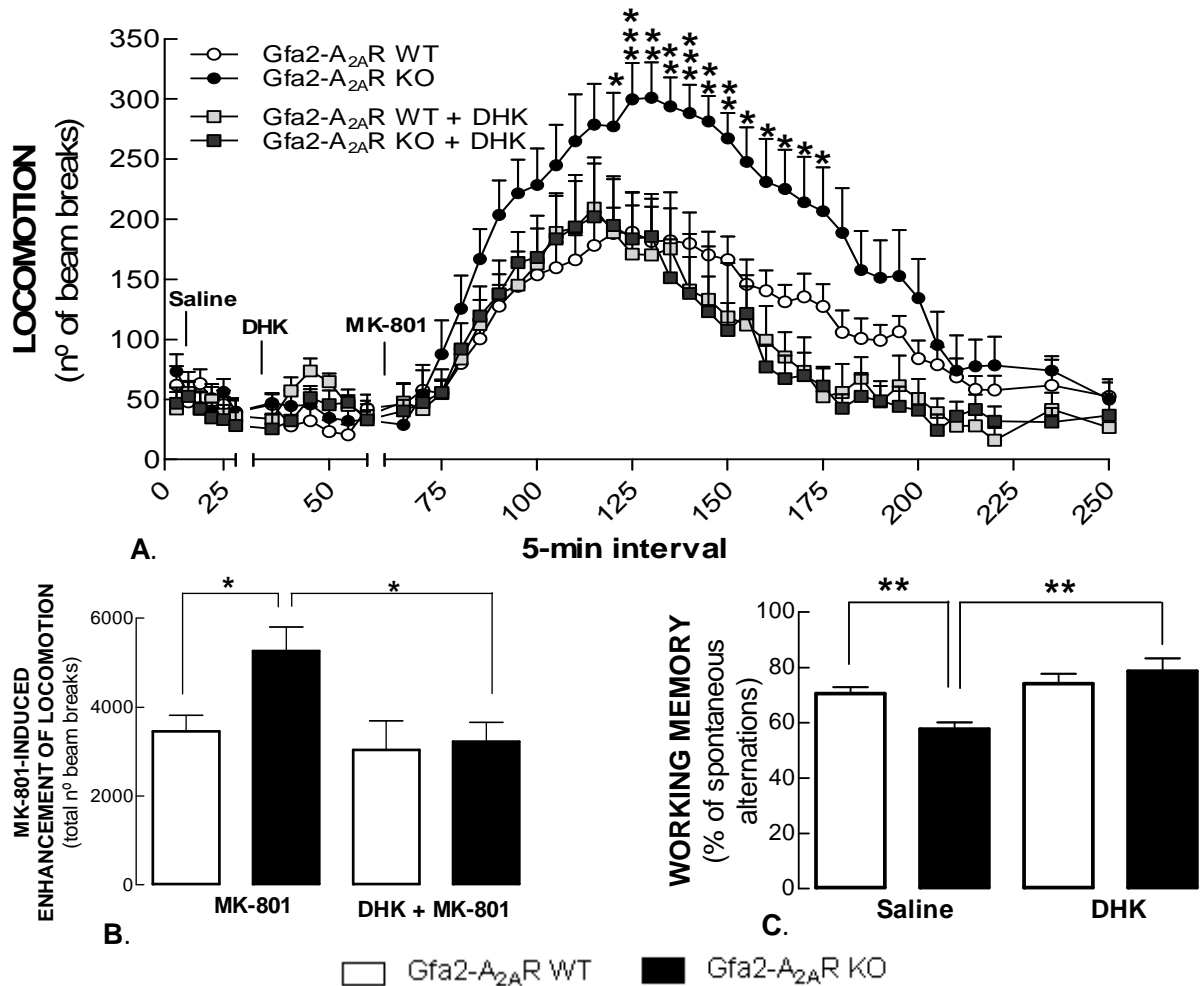 LOCOMOTION
(nº of beam breaks)
350
300
250
200
150
100
50
0
Gfa2-A2AR WT
Gfa2-A2AR KO
Gfa2-A2AR WT + DHK
Gfa2-A2AR KO + DHK
***
*
**
**
***
**
**
*
*
*
*
*
Saline
DHK
MK-801
0
25
50
75
100
125
150
175
200
225
250
A.
5-min interval
MK-801-INDUCED
ENHANCEMENT OF LOCOMOTION
(total nº beam breaks)
6000
4000
2000
0
*
*
MK-801
DHK + MK-801
B.
WORKING MEMORY
(% of spontaneous
alternations)
100
80
60
40
20
0
**
**
Saline
DHK
C.
Gfa2-A2AR WT
Gfa2-A2AR KO